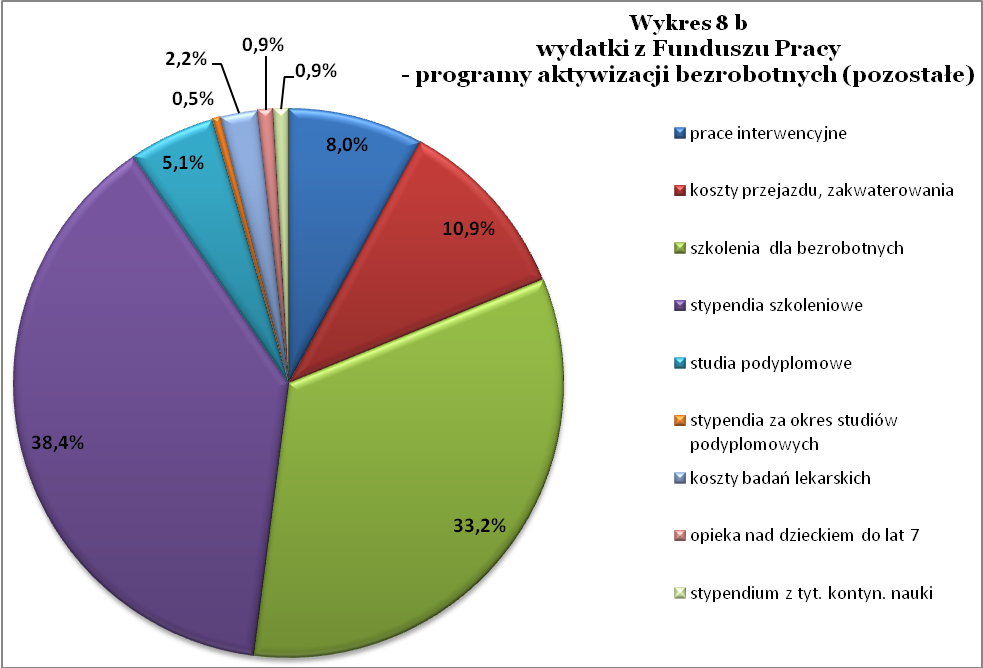 Wykres 8 b
wydatki z Funduszu Pracy
- programy aktywizacji bezrobotnych (pozostałe)
0,9%
2,2%
0,9%
0,5%
8,0%
5,1%
10,9%
38,4%
33,2%
prace interwencyjne
koszty przejazdu, zakwaterowania
szkolenia dla bezrobotnych
stypendia szkoleniowe
studia podyplomowe
stypendia za okres studiów
podyplomowych
koszty badań lekarskich
opieka nad dzieckiem do lat 7
stypendium z tyt. kontyn. nauki